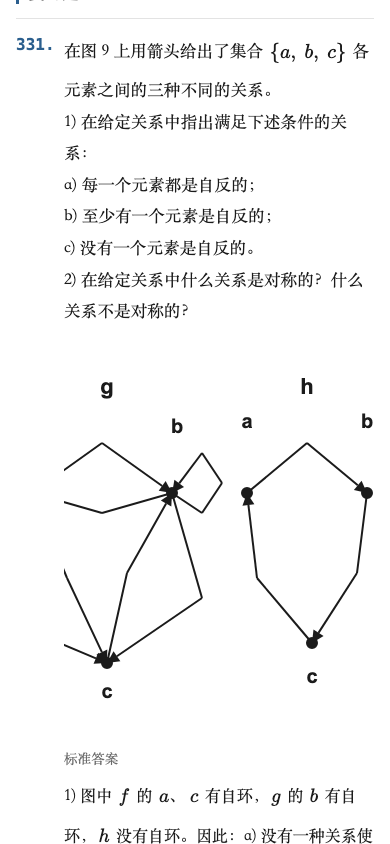 331. 在图 9 上用箭头给出了集合 {a, b, c} 各
元素之间的三种不同的关系。
1) 在给定关系中指出满足下述条件的关
系：
a) 每一个元素都是自反的；
b) 至少有一个元素是自反的；
c) 没有一个元素是自反的。
2) 在给定关系中什么关系是对称的？什么
关系不是对称的？
g h
b a b
c c
标准答案
1) 图中 f 的 a、c 有自环，g 的 b 有自
环，h 没有自环。因此：a) 没有一种关系使